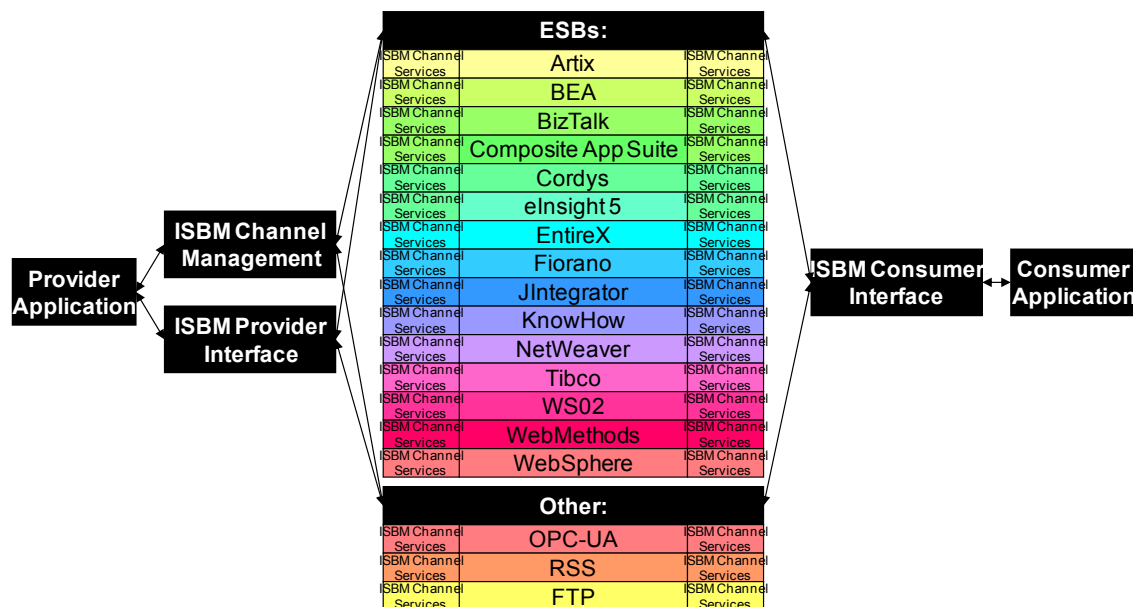 ESBs:
ISBM Channel Services Artix ISBM Channel Services
ISBM Channel Services BEA ISBM Channel Services
ISBM Channel Services BizTalk ISBM Channel Services
ISBM Channel Services Composite App Suite ISBM Channel Services
ISBM Channel Services Cordys ISBM Channel Services
ISBM Channel Services eInsight 5 ISBM Channel Services
ISBM Channel Services EntireX ISBM Channel Services
ISBM Channel Services Fiorano ISBM Channel Services
ISBM Channel Services JIntegrator ISBM Channel Services
ISBM Channel Services KnowHow ISBM Channel Services
ISBM Channel Services NetWeaver ISBM Channel Services
ISBM Channel Services Tibco ISBM Channel Services
ISBM Channel Services WS02 ISBM Channel Services
ISBM Channel Services WebMethods ISBM Channel Services
ISBM Channel Services WebSphere ISBM Channel Services
Other:
ISBM Channel Services OPC-UA ISBM Channel Services
ISBM Channel Services RSS ISBM Channel Services
ISBM Channel Services FTP ISBM Channel Services
Provider
Application
ISBM Channel
Management
ISBM Provider
Interface
ISBM Consumer
Interface
Consumer
Application